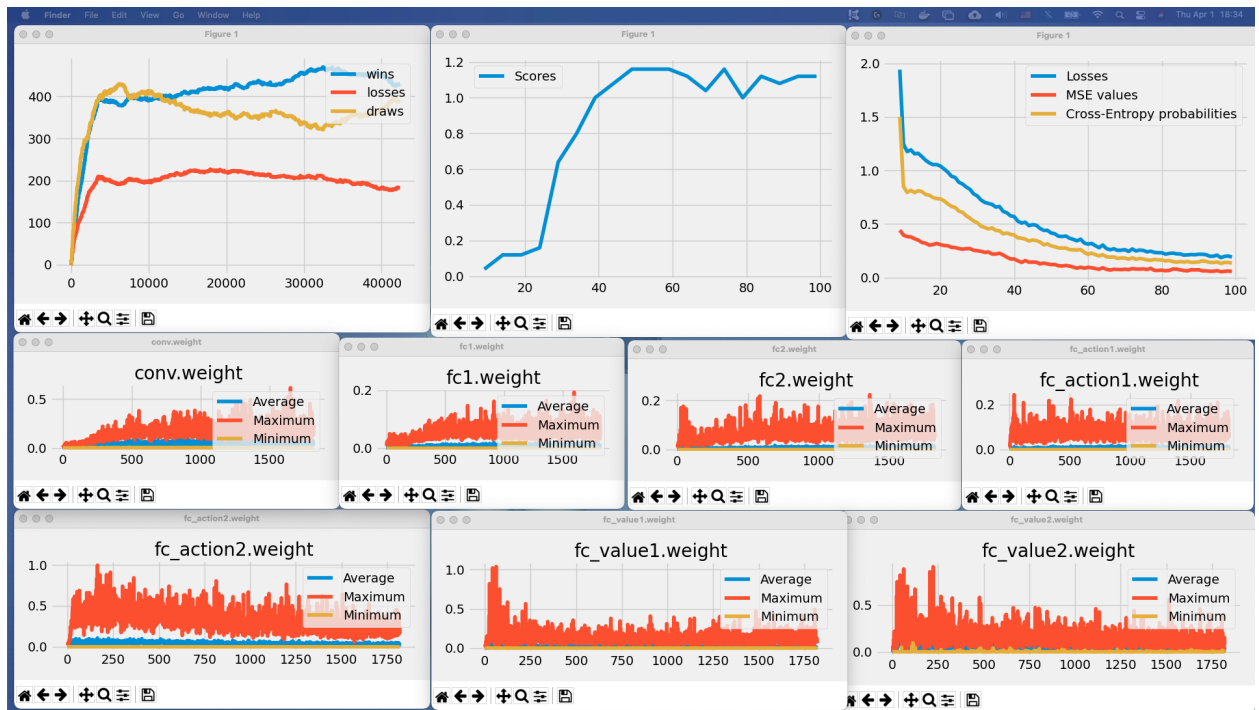 Finder File Edit View Go Window Help Thu Apr 1 18:34
Figure 1
wins
losses
draws
400
300
200
100
0
0 10000 20000 30000 40000
Figure 1
Scores
1.2
1.0
0.8
0.6
0.4
0.2
0.0
20 40 60 80 100
Figure 1
Losses
MSE values
Cross-Entropy probabilities
2.0
1.5
1.0
0.5
0.0
20 40 60 80 100
conv.weight
conv.weight
Average
Maximum
Minimum
0.5
0.0
0 500 1000 1500
fc1.weight
fc1.weight
Average
Maximum
Minimum
0.2
0.0
0 500 1000 1500
fc2.weight
fc2.weight
Average
Maximum
Minimum
0.2
0.0
0 500 1000 1500
fc_action1.weight
fc_action1.weight
Average
Maximum
Minimum
0.2
0.0
0 500 1000 1500
fc_action2.weight
fc_action2.weight
Average
Maximum
Minimum
1.0
0.5
0.0
0 250 500 750 1000 1250 1500 1750
fc_value1.weight
fc_value1.weight
Average
Maximum
Minimum
1.0
0.5
0.0
0 250 500 750 1000 1250 1500 1750
fc_value2.weight
fc_value2.weight
Average
Maximum
Minimum
1.0
0.5
0.0
0 250 500 750 1000 1250 1500 1750